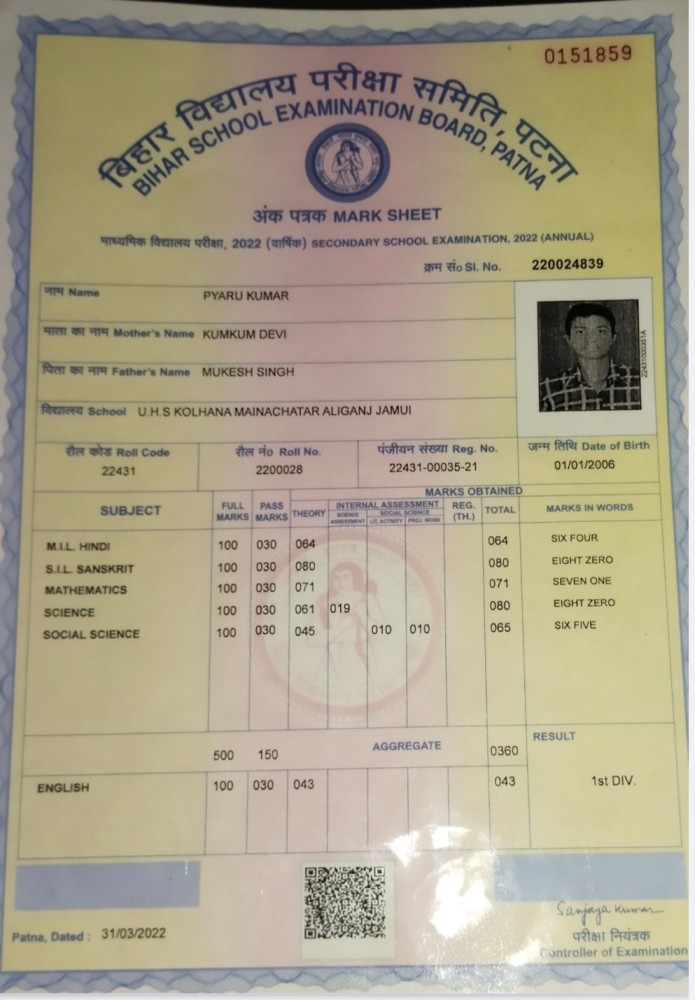 0151859
बिहार विद्यालय परीक्षा समिति, पटना
BIHAR SCHOOL EXAMINATION BOARD, PATNA
अंक पत्रक MARK SHEET
माध्यमिक विद्यालय परीक्षा, 2022 (वार्षिक) SECONDARY SCHOOL EXAMINATION, 2022 (ANNUAL)
क्रम सं० Sl. No. 220024839
नाम Name PYARU KUMAR
माता का नाम Mother's Name KUMKUM DEVI
पिता का नाम Father's Name MUKESH SINGH
विद्यालय School U.H.S KOLHANA MAINACHATAR ALIGANJ JAMUI
रौल कोड Roll Code रौल नं० Roll No. पंजीयन संख्या Reg. No. जन्म तिथि Date of Birth
22431 2200028 22431-00035-21 01/01/2006
MARKS OBTAINED
SUBJECT FULL MARKS PASS MARKS THEORY INTERNAL ASSESSMENT REG. (TH.) TOTAL MARKS IN WORDS
SCIENCE ASSESSMENT SOCIAL SCIENCE LIT. ACTIVITY PROJ. WORK
M.I.L. HINDI 100 030 064 064 SIX FOUR
S.I.L. SANSKRIT 100 030 080 080 EIGHT ZERO
MATHEMATICS 100 030 071 071 SEVEN ONE
SCIENCE 100 030 061 019 080 EIGHT ZERO
SOCIAL SCIENCE 100 030 045 010 010 065 SIX FIVE
500 150 AGGREGATE 0360 RESULT
ENGLISH 100 030 043 043 1st DIV.
Sanjaya Kumar
Patna, Dated : 31/03/2022
परीक्षा नियंत्रक
Controller of Examination